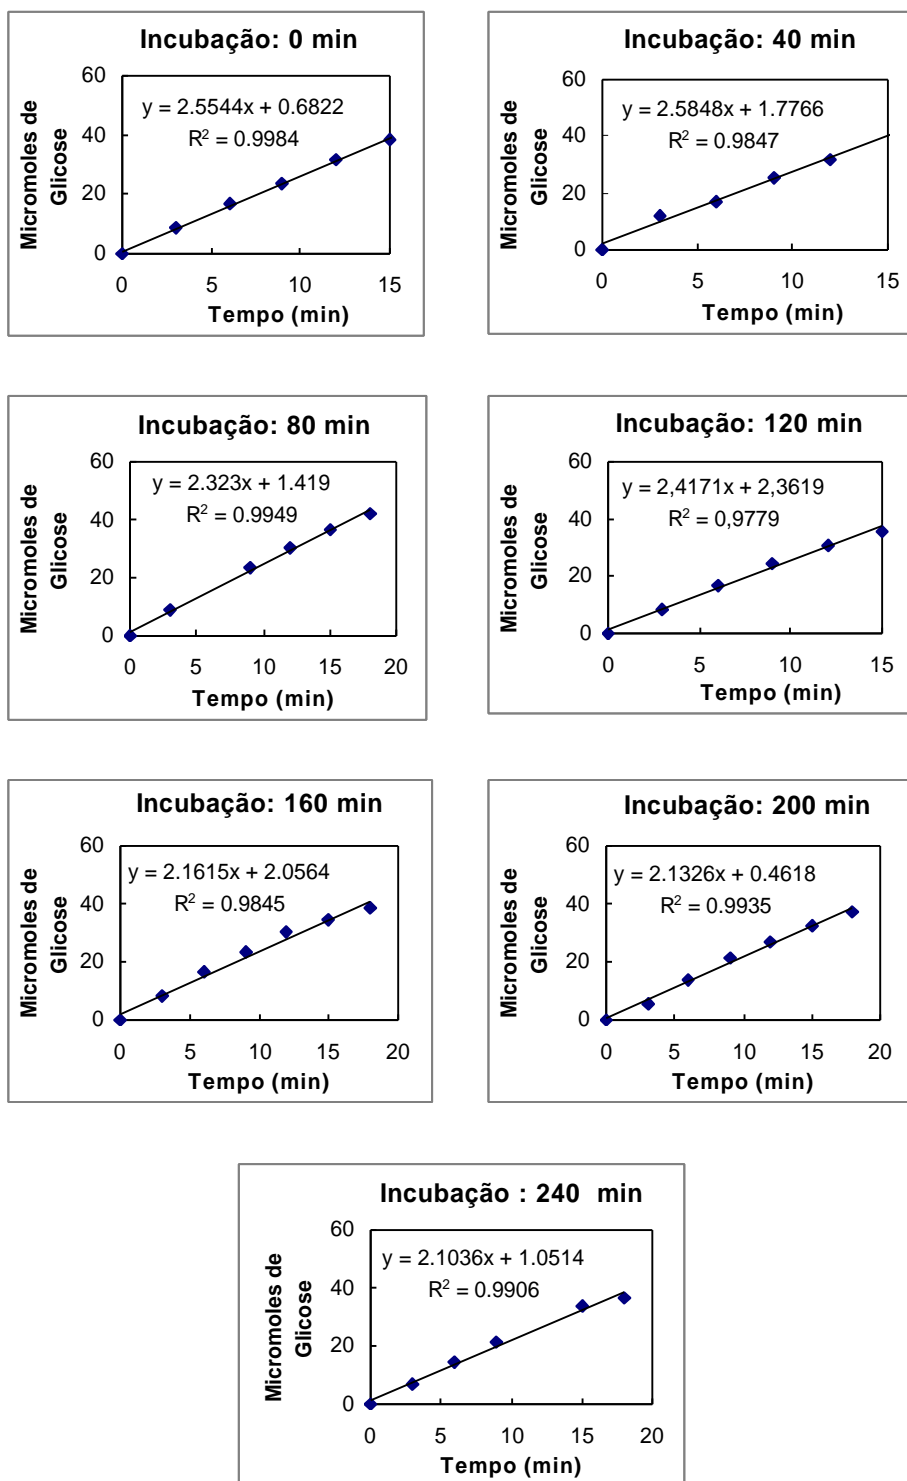 Incubação: 0 min
Micromoles de
Glicose
60
40
20
0
y = 2.5544x + 0.6822
R² = 0.9984
0 5 10 15
Tempo (min)
Incubação: 40 min
Micromoles de
Glicose
60
40
20
0
y = 2.5848x + 1.7766
R² = 0.9847
0 5 10 15
Tempo (min)
Incubação: 80 min
Micromoles de
Glicose
60
40
20
0
y = 2.323x + 1.419
R² = 0.9949
0 5 10 15 20
Tempo (min)
Incubação: 120 min
Micromoles de
Glicose
60
40
20
0
y = 2,4171x + 2,3619
R² = 0,9779
0 5 10 15
Tempo (min)
Incubação: 160 min
Micromoles de
Glicose
60
40
20
0
y = 2.1615x + 2.0564
R² = 0.9845
0 5 10 15 20
Tempo (min)
Incubação: 200 min
Micromoles de
Glicose
60
40
20
0
y = 2.1326x + 0.4618
R² = 0.9935
0 5 10 15 20
Tempo (min)
Incubação : 240 min
Micromoles de
Glicose
60
40
20
0
y = 2.1036x + 1.0514
R² = 0.9906
0 5 10 15 20
Tempo (min)